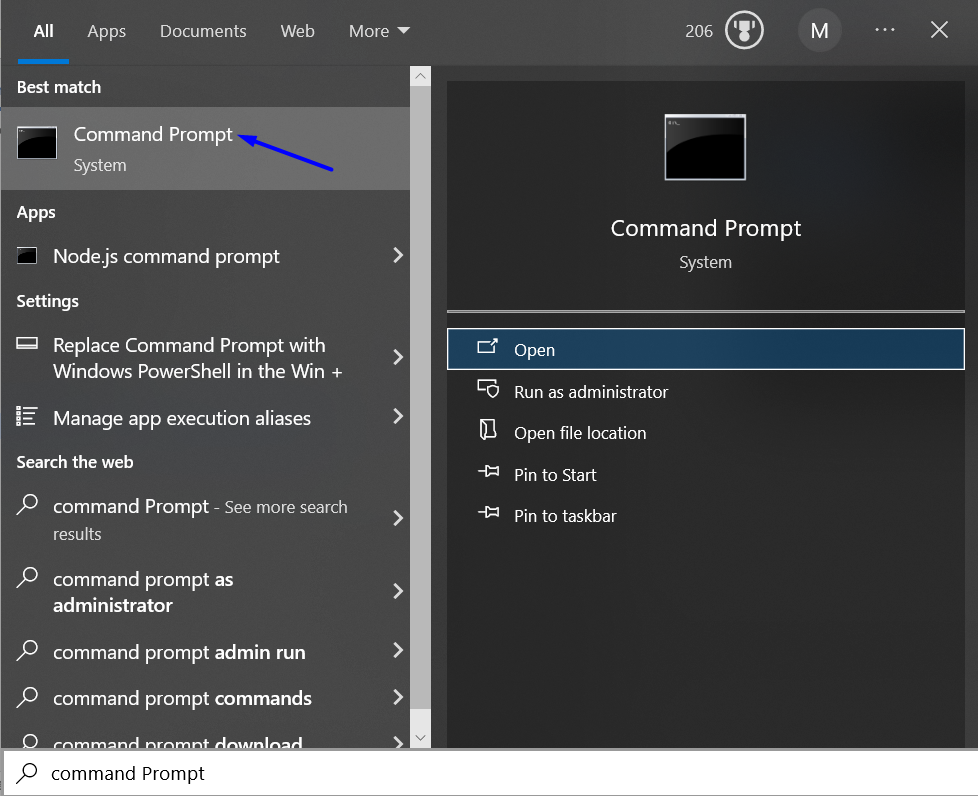 All Apps Documents Web More 206 M ...
Best match
Command Prompt
System
Apps
Node.js command prompt
Settings
Replace Command Prompt with
Windows PowerShell in the Win +
Manage app execution aliases
Search the web
command Prompt - See more search
results
command prompt as
administrator
command prompt admin run
command prompt commands
command prompt download
Command Prompt
System
Open
Run as administrator
Open file location
Pin to Start
Pin to taskbar
command Prompt